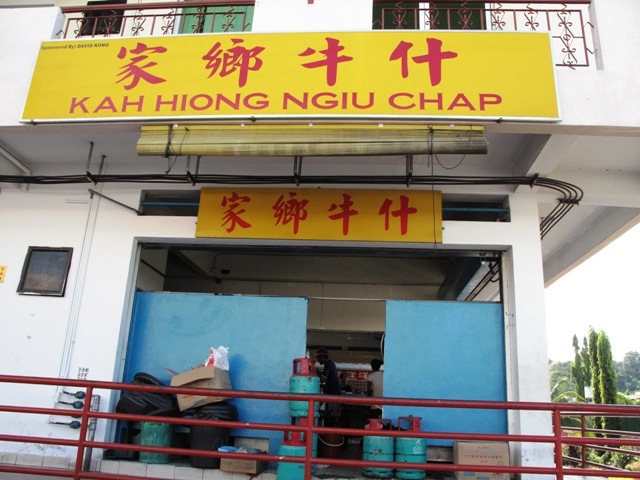 Sponsored By: DAVID KONG
家鄉牛什
KAH HIONG NGIU CHAP
家鄉牛什